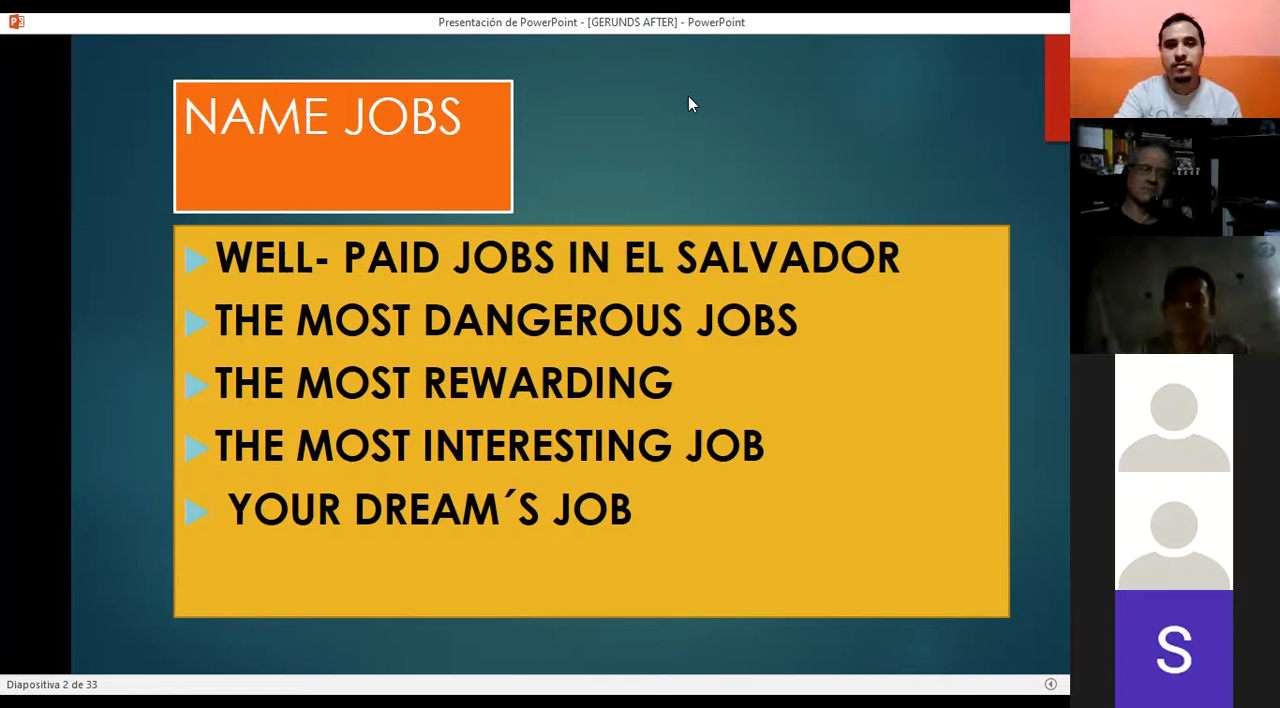 Presentación de PowerPoint - [GERUNDS AFTER] - PowerPoint
NAME JOBS
WELL- PAID JOBS IN EL SALVADOR
THE MOST DANGEROUS JOBS
THE MOST REWARDING
THE MOST INTERESTING JOB
YOUR DREAM´S JOB
Diapositiva 2 de 33
S